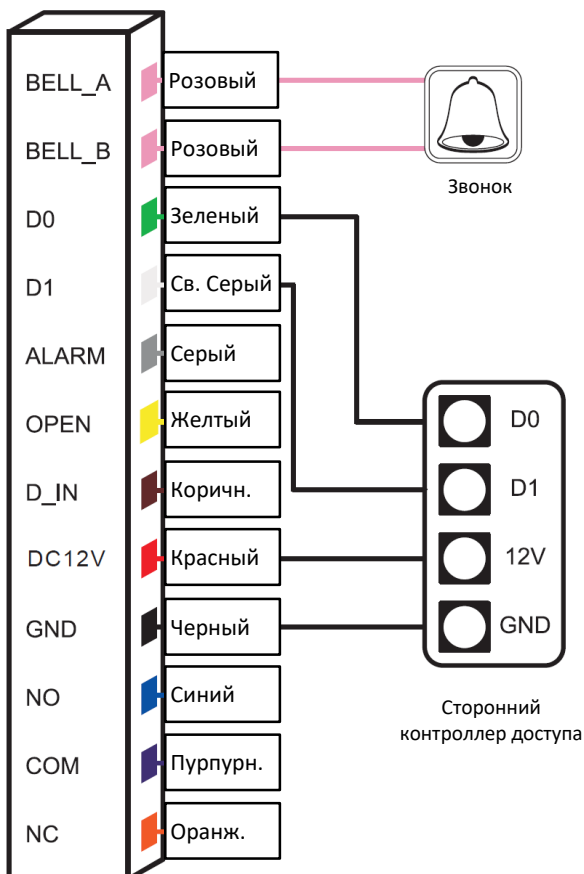 BELL_A Розовый
BELL_B Розовый
Звонок
D0 Зеленый
D1 Св. Серый
ALARM Серый
OPEN Желтый D0
D_IN Коричн. D1
DC12V Красный 12V
GND Черный GND
NO Синий
Сторонний
контроллер доступа
COM Пурпурн.
NC Оранж.